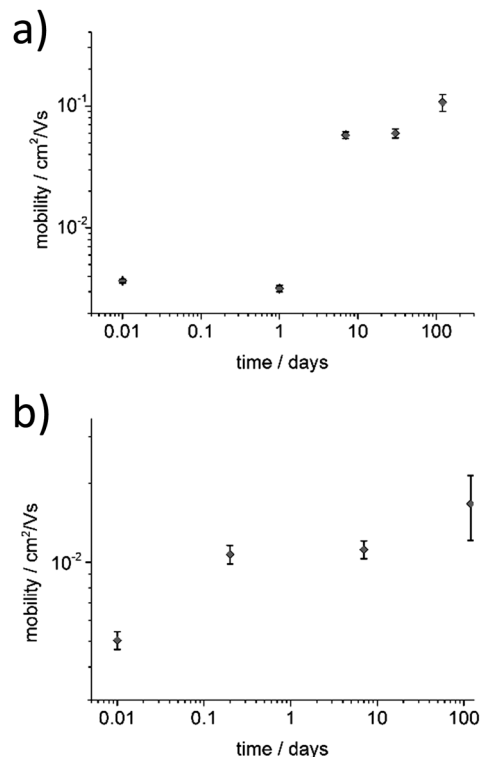 a)
mobility / cm²/Vs
10⁻¹
10⁻²
0.01 0.1 1 10 100
time / days
b)
mobility / cm²/Vs
10⁻²
0.01 0.1 1 10 100
time / days